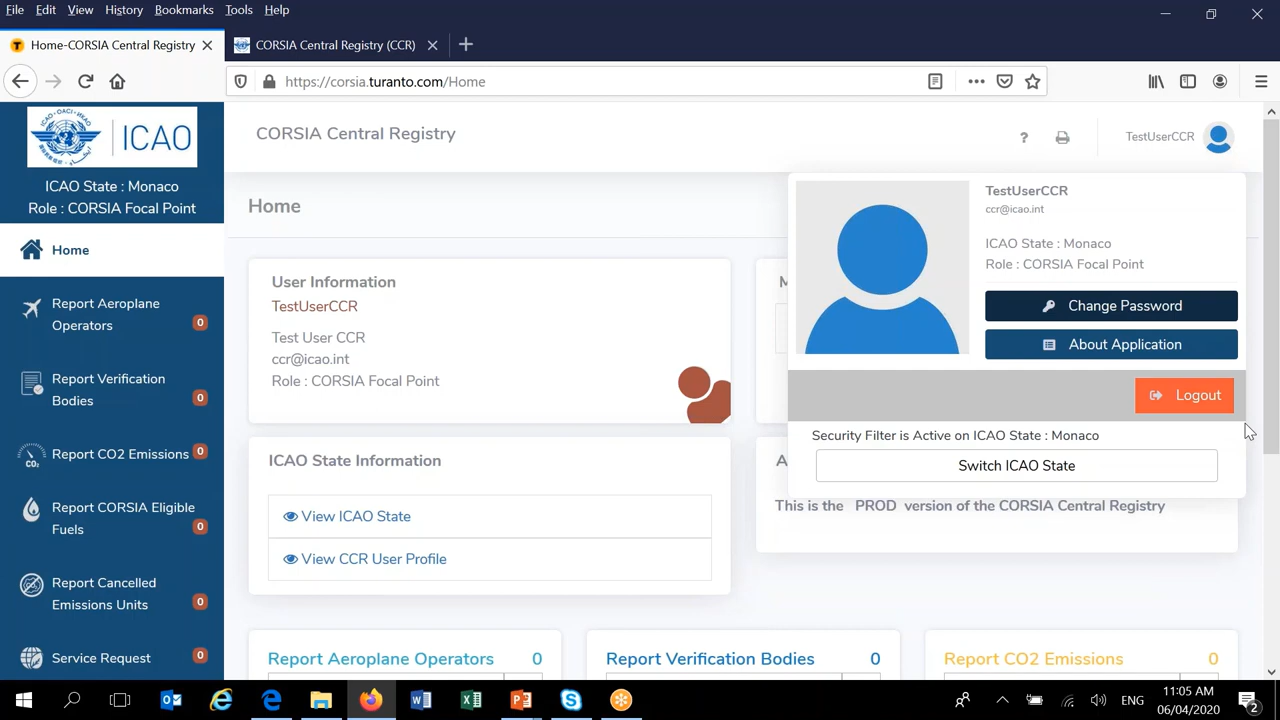 File Edit View History Bookmarks Tools Help
Home-CORSIA Central Registry
CORSIA Central Registry (CCR)
https://corsia.turanto.com/Home
ICAO
ICAO State : Monaco
Role : CORSIA Focal Point
Home
Report Aeroplane
Operators 0
Report Verification
Bodies 0
CO2
Report CO2 Emissions 0
Report CORSIA Eligible
Fuels 0
Report Cancelled
Emissions Units 0
Service Request 0
CORSIA Central Registry
? TestUserCCR
Home
User Information
TestUserCCR
Test User CCR
ccr@icao.int
Role : CORSIA Focal Point
M
TestUserCCR
ccr@icao.int
ICAO State : Monaco
Role : CORSIA Focal Point
Change Password
About Application
Logout
Security Filter is Active on ICAO State : Monaco
Switch ICAO State
ICAO State Information
View ICAO State
View CCR User Profile
A
This is the PROD version of the CORSIA Central Registry
Report Aeroplane Operators 0
Report Verification Bodies 0
Report CO2 Emissions 0
ENG
11:05 AM
06/04/2020
2